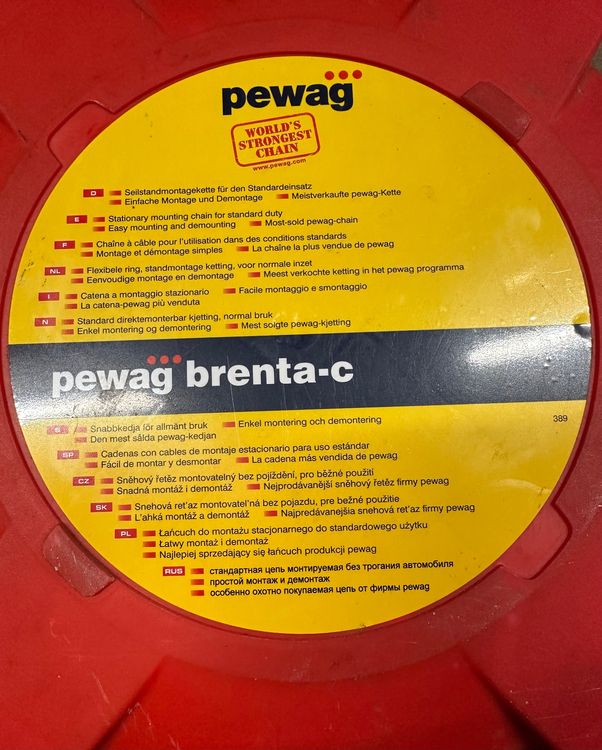 pewag
WORLD'S
STRONGEST
CHAIN
www.pewag.com
D Seilstandmontagekette für den Standardeinsatz
Einfache Montage und Demontage Meistverkaufte pewag-Kette
E Stationary mounting chain for standard duty
Easy mounting and demounting Most-sold pewag-chain
F Chaîne à câble pour l'utilisation dans des conditions standards
Montage et démontage simples La chaîne la plus vendue de pewag
NL Flexibele ring, standmontage ketting, voor normale inzet
Eenvoudige montage en demontage Meest verkochte ketting in het pewag programma
I Catena a montaggio stazionario Facile montaggio e smontaggio
La catena-pewag più venduta
N Standard direktemonterbar kjetting, normal bruk
Enkel montering og demontering Mest solgte pewag-kjetting
pewag brenta-c
S Snabbkedja för allmänt bruk Enkel montering och demontering
Den mest sålda pewag-kedjan
389
SP Cadenas con cables de montaje estacionario para uso estándar
Fácil de montar y desmontar La cadena más vendida de pewag
CZ Sněhový řetěz montovatelný bez pojíždění, pro běžné použití
Snadná montáž i demontáž Nejprodávanější sněhový řetěz firmy pewag
SK Snehová reťaz montovateľná bez pojazdu, pre bežné použitie
Ľahká montáž a demontáž Najpredávanejšia snehová reťaz firmy pewag
PL Łańcuch do montażu stacjonarnego do standardowego użytku
Łatwy montaż i demontaż
Najlepiej sprzedający się łańcuch produkcji pewag
RUS стандартная цепь монтируемая без трогания автомобиля
простой монтаж и демонтаж
особенно охотно покупаемая цепь от фирмы pewag